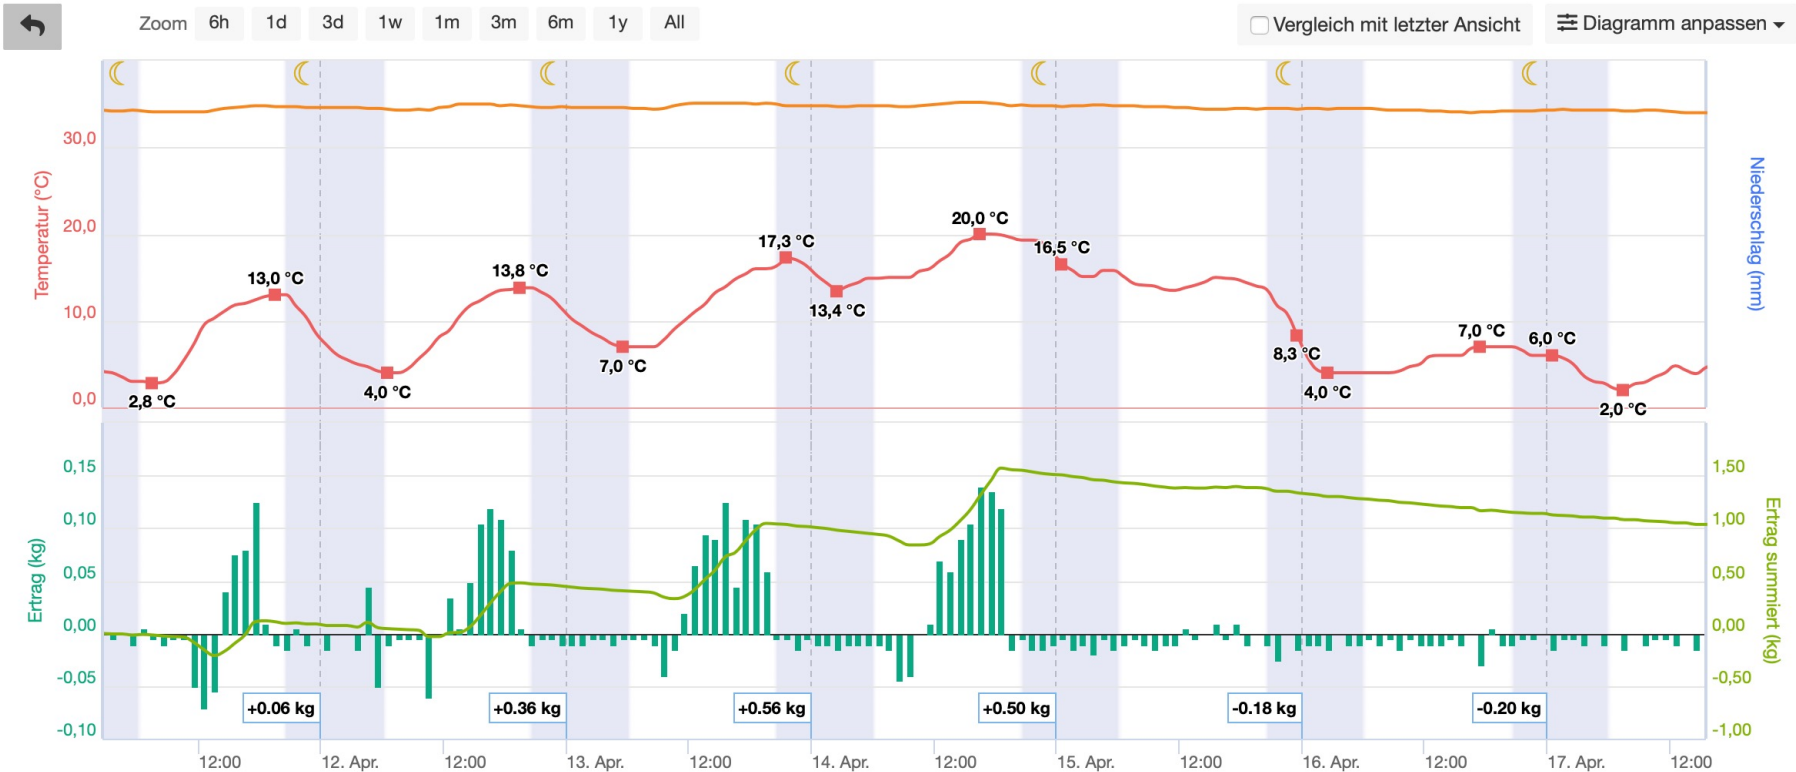 Zoom 6h 1d 3d 1w 1m 3m 6m 1y All
Vergleich mit letzter Ansicht
Diagramm anpassen
Temperatur (°C)
30,0
20,0
10,0
0,0
Niederschlag (mm)
2,8 °C
13,0 °C
4,0 °C
13,8 °C
7,0 °C
17,3 °C
13,4 °C
20,0 °C
16,5 °C
8,3 °C
4,0 °C
7,0 °C
6,0 °C
2,0 °C
Ertrag (kg)
0,15
0,10
0,05
0,00
-0,05
-0,10
Ertrag summiert (kg)
1,50
1,00
0,50
0,00
-0,50
-1,00
+0.06 kg
+0.36 kg
+0.56 kg
+0.50 kg
-0.18 kg
-0.20 kg
12:00 12. Apr. 12:00 13. Apr. 12:00 14. Apr. 12:00 15. Apr. 12:00 16. Apr. 12:00 17. Apr. 12:00